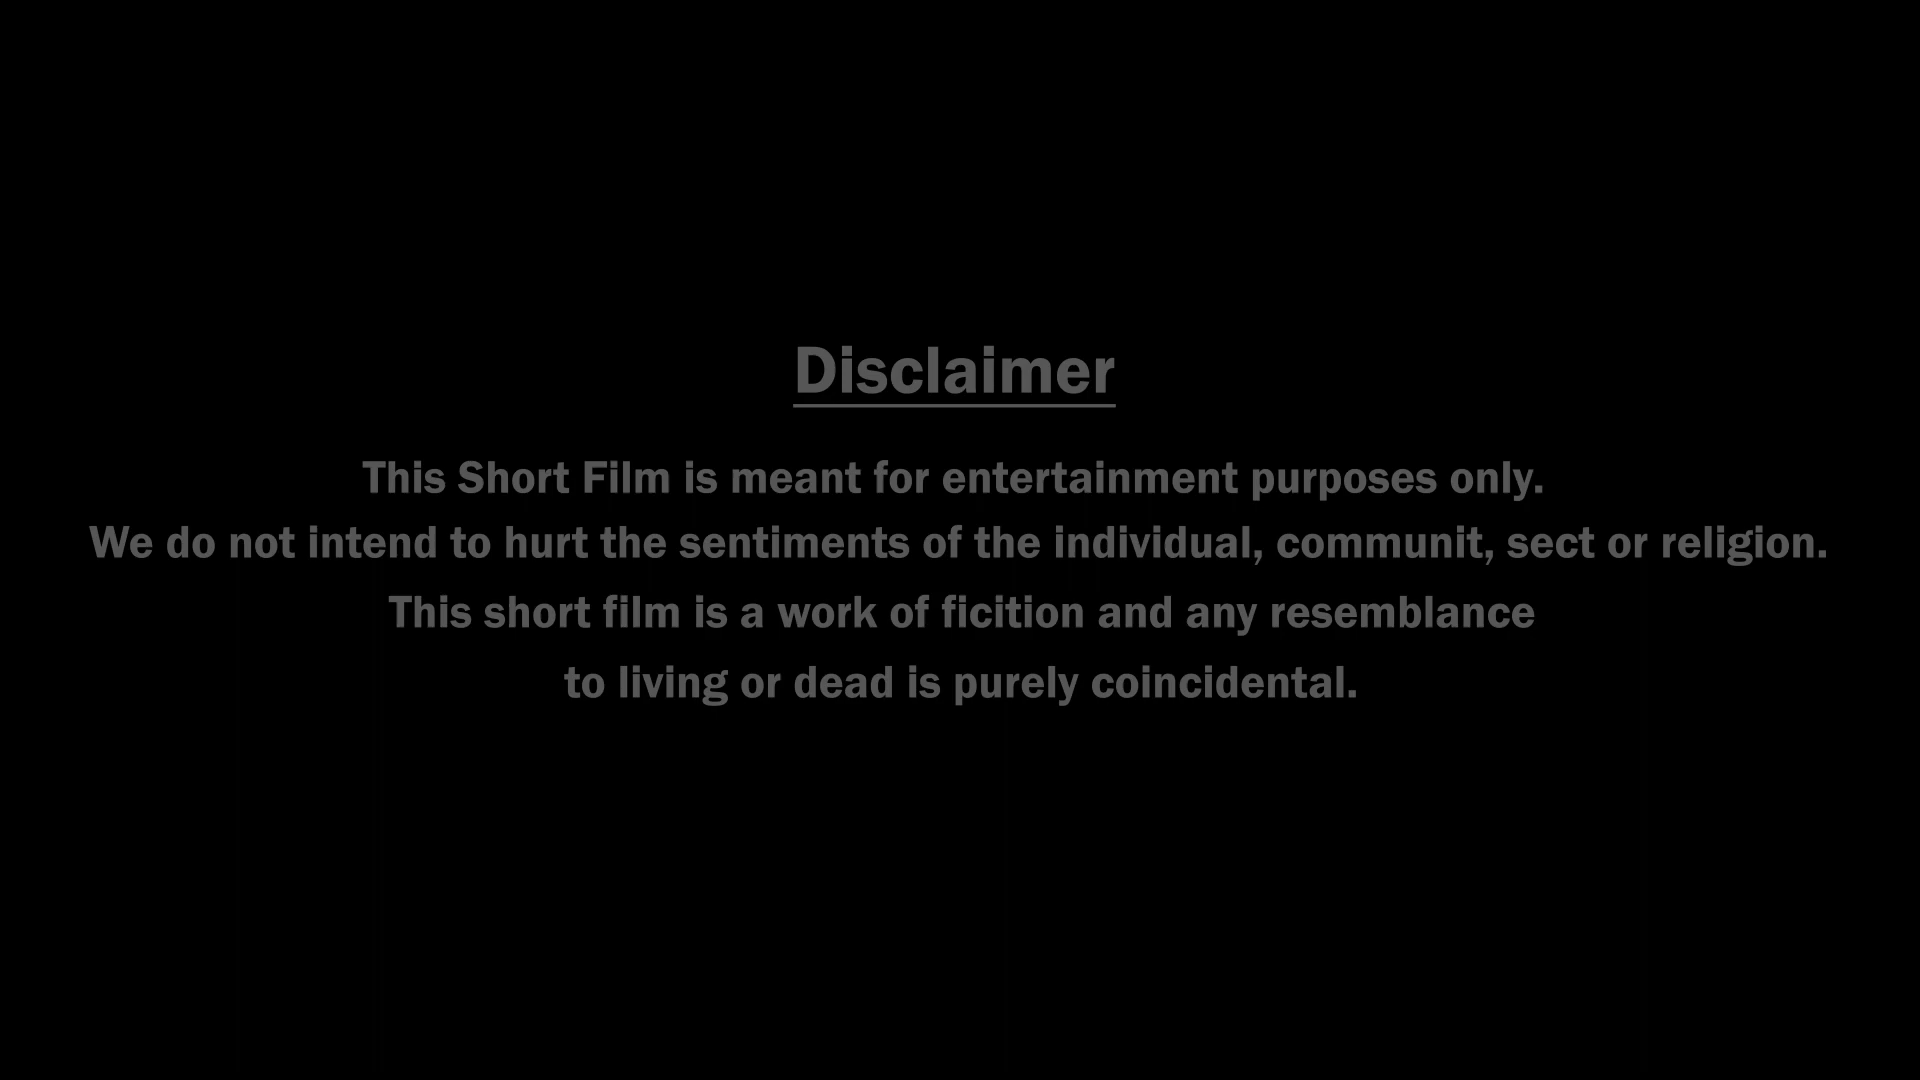 Disclaimer
This Short Film is meant for entertainment purposes only.
We do not intend to hurt the sentiments of the individual, communit, sect or religion.
This short film is a work of ficition and any resemblance
to living or dead is purely coincidental.